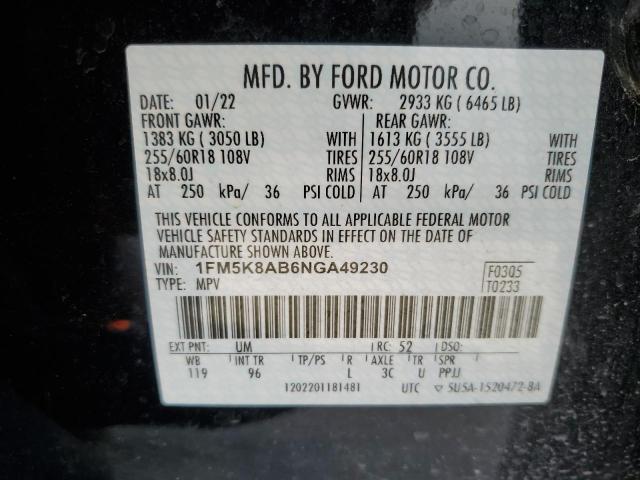 MFD. BY FORD MOTOR CO.
DATE: 01/22 GVWR: 2933 KG ( 6465 LB)
FRONT GAWR: REAR GAWR:
1383 KG ( 3050 LB) WITH 1613 KG ( 3555 LB) WITH
255/60R18 108V TIRES 255/60R18 108V TIRES
18x8.0J RIMS 18x8.0J RIMS
AT 250 kPa/ 36 PSI COLD AT 250 kPa/ 36 PSI COLD
THIS VEHICLE CONFORMS TO ALL APPLICABLE FEDERAL MOTOR
VEHICLE SAFETY STANDARDS IN EFFECT ON THE DATE OF
MANUFACTURE SHOWN ABOVE.
VIN: 1FM5K8AB6NGA49230 F0305
TYPE: MPV T0233
EXT PNT: UM RC: 52 DSO:
WB INT TR TP/PS R AXLE TR SPR
119 96 L 3C U PPJJ
1202201181481 UTC ▽ SU5A-1520472-8A